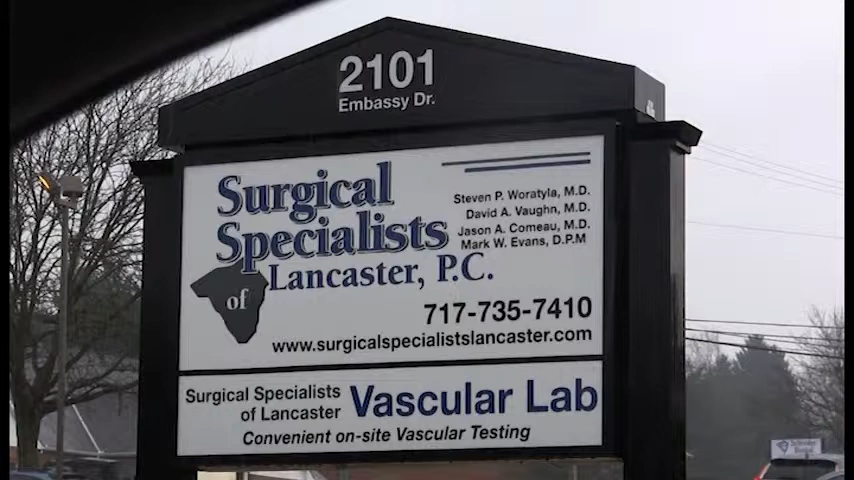 2101
Embassy Dr.
Surgical
Specialists
of
Lancaster, P.C.
Steven P. Woratyla, M.D.
David A. Vaughn, M.D.
Jason A. Comeau, M.D.
Mark W. Evans, D.P.M
717-735-7410
www.surgicalspecialistslancaster.com
Surgical Specialists
of Lancaster
Vascular Lab
Convenient on-site Vascular Testing